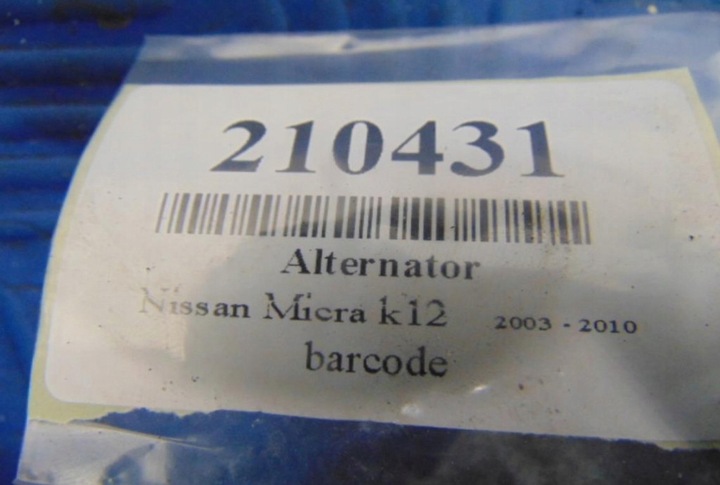 210431
Alternator
Nissan Micra k12 2003 - 2010
barcode